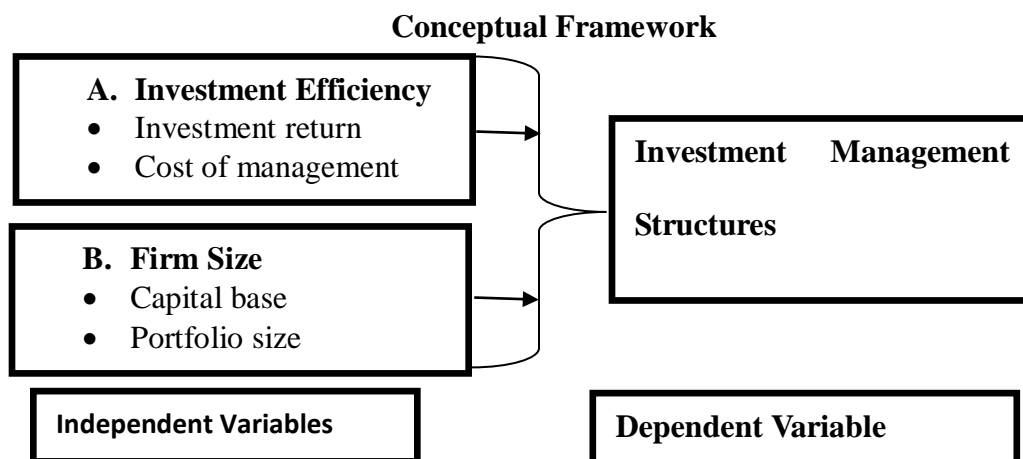 Conceptual Framework
A. Investment Efficiency
• Investment return
• Cost of management
Investment Management
Structures
B. Firm Size
• Capital base
• Portfolio size
Independent Variables
Dependent Variable